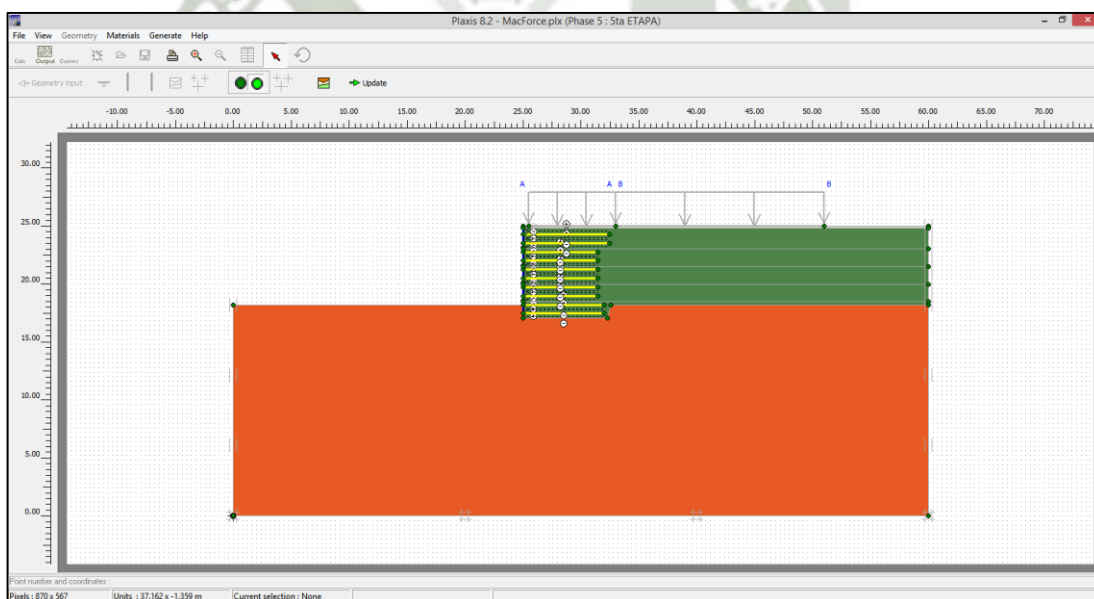 Plaxis 8.2 - MacForce.plx (Phase 5 : 5ta ETAPA)
File View Geometry Materials Generate Help
Calc Output Curves
Geometry input Update
-10.00 -5.00 0.00 5.00 10.00 15.00 20.00 25.00 30.00 35.00 40.00 45.00 50.00 55.00 60.00 65.00 70.00
30.00
A A B B
25.00
20.00
15.00
10.00
5.00
0.00
Point number and coordinates :
Pixels : 870 x 567 Units : 37.162 x -1.359 m Current selection : None